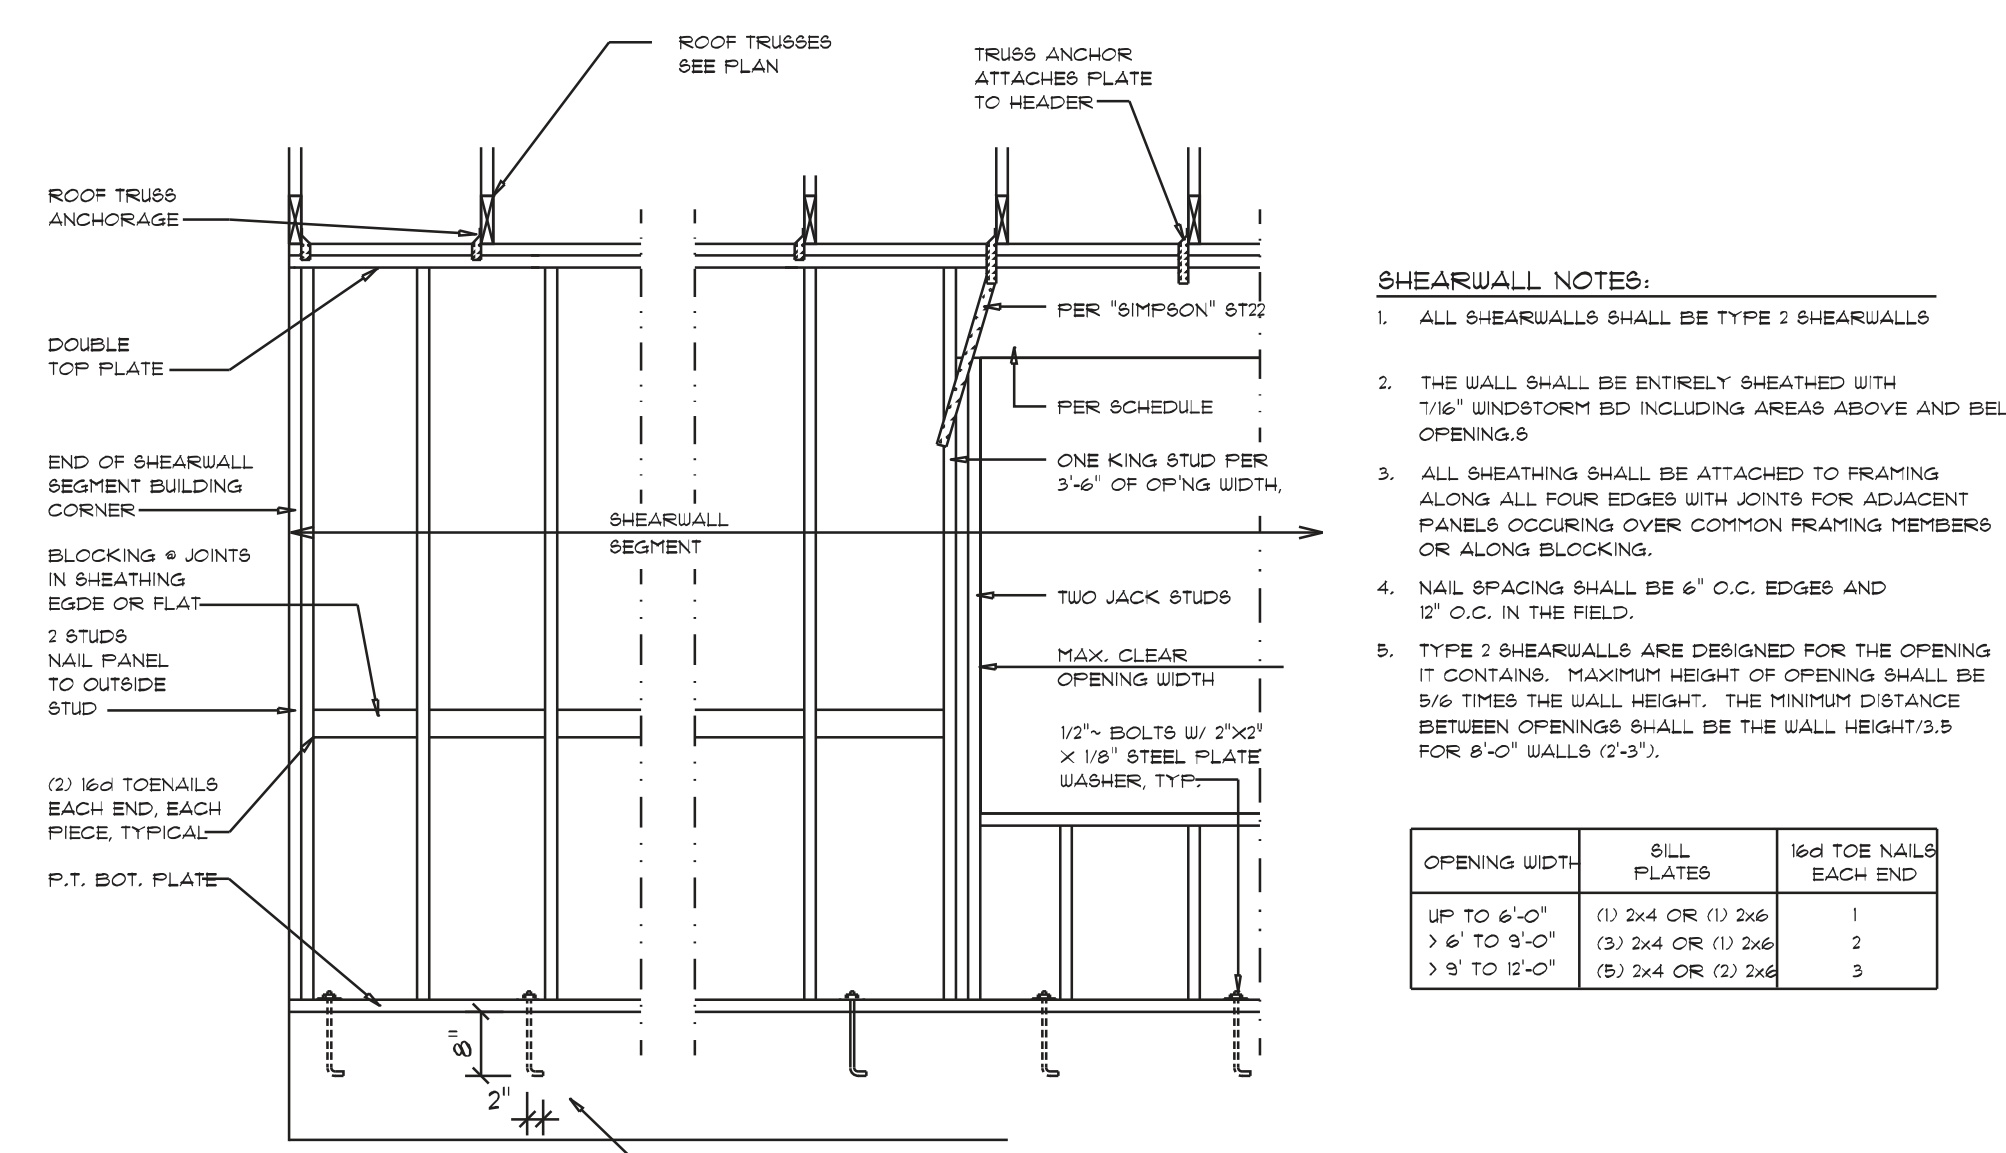 ROOF TRUSSES
SEE PLAN
TRUSS ANCHOR
ATTACHES PLATE
TO HEADER
ROOF TRUSS
ANCHORAGE
DOUBLE
TOP PLATE
END OF SHEARWALL
SEGMENT BUILDING
CORNER
BLOCKING @ JOINTS
IN SHEATHING
EGDE OR FLAT
2 STUDS
NAIL PANEL
TO OUTSIDE
STUD
(2) 16d TOENAILS
EACH END, EACH
PIECE, TYPICAL
P.T. BOT. PLATE
SHEARWALL
SEGMENT
PER "SIMPSON" ST22
PER SCHEDULE
ONE KING STUD PER
3'-6" OF OP'NG WIDTH,
TWO JACK STUDS
MAX. CLEAR
OPENING WIDTH
1/2"~ BOLTS W/ 2"X2"
X 1/8" STEEL PLATE
WASHER, TYP.
8"
2"
SHEARWALL NOTES:
1. ALL SHEARWALLS SHALL BE TYPE 2 SHEARWALLS
2. THE WALL SHALL BE ENTIRELY SHEATHED WITH
7/16" WINDSTORM BD INCLUDING AREAS ABOVE AND BEL
OPENING.S
3. ALL SHEATHING SHALL BE ATTACHED TO FRAMING
ALONG ALL FOUR EDGES WITH JOINTS FOR ADJACENT
PANELS OCCURING OVER COMMON FRAMING MEMBERS
OR ALONG BLOCKING.
4. NAIL SPACING SHALL BE 6" O.C. EDGES AND
12" O.C. IN THE FIELD.
5. TYPE 2 SHEARWALLS ARE DESIGNED FOR THE OPENING
IT CONTAINS. MAXIMUM HEIGHT OF OPENING SHALL BE
5/6 TIMES THE WALL HEIGHT. THE MINIMUM DISTANCE
BETWEEN OPENINGS SHALL BE THE WALL HEIGHT/3.5
FOR 8'-0" WALLS (2'-3").
OPENING WIDTH
SILL
PLATES
16d TOE NAILS
EACH END
UP TO 6'-0" (1) 2x4 OR (1) 2x6 1
> 6' TO 9'-0" (3) 2x4 OR (1) 2x6 2
> 9' TO 12'-0" (5) 2x4 OR (2) 2x6 3